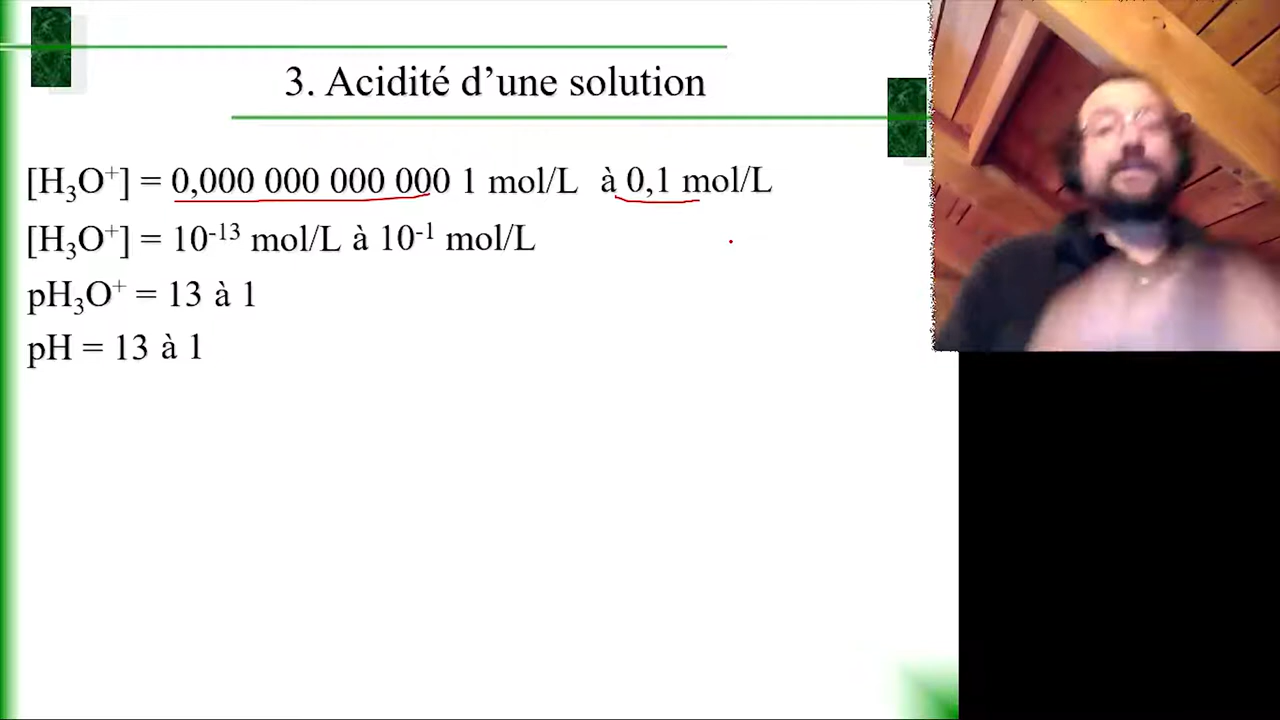 3. Acidité d’une solution
[H₃O⁺] = 0,000 000 000 000 1 mol/L à 0,1 mol/L
[H₃O⁺] = 10⁻¹³ mol/L à 10⁻¹ mol/L
pH₃O⁺ = 13 à 1
pH = 13 à 1